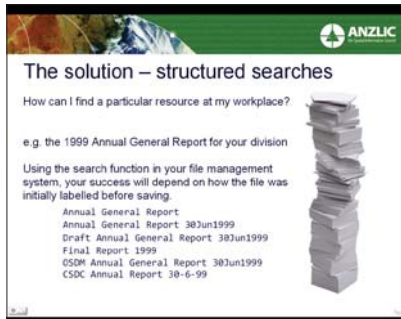 ANZLIC
The solution – structured searches
How can I find a particular resource at my workplace?
e.g. the 1999 Annual General Report for your division
Using the search function in your file management
system, your success will depend on how the file was
initially labelled before saving.
Annual General Report
Annual General Report 30Jun1999
Draft Annual General Report 30Jun1999
Final Report 1999
OSDM Annual General Report 30Jun1999
CSDC Annual Report 30-6-99